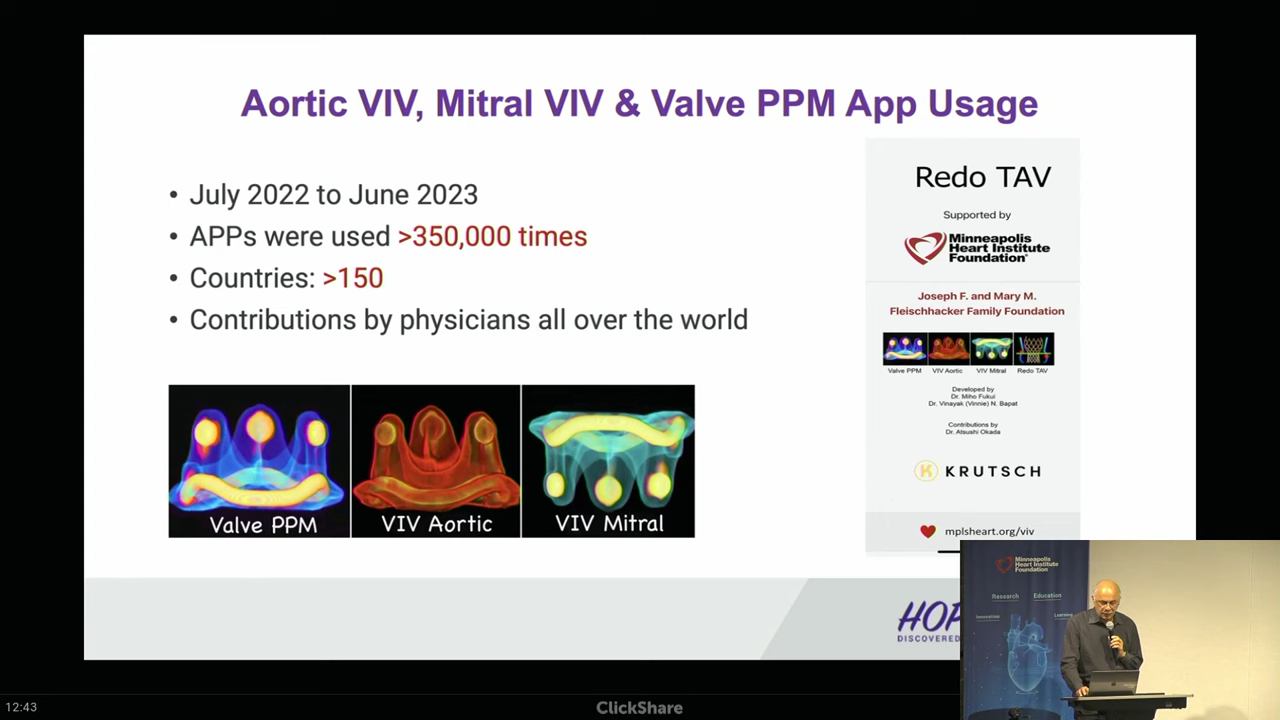 Aortic VIV, Mitral VIV & Valve PPM App Usage
• July 2022 to June 2023
• APPs were used >350,000 times
• Countries: >150
• Contributions by physicians all over the world
Valve PPM
VIV Aortic
VIV Mitral
Redo TAV
Supported by
Minneapolis
Heart Institute
Foundation®
Joseph F. and Mary M.
Fleischhacker Family Foundation
Valve PPM
VIV Aortic
VIV Mitral
Redo TAV
Developed by
Dr. Miho Fukui
Dr. Vinayak (Vinnie) N. Bapat
Contributions by
Dr. Atsushi Okada
K KRUTSCH
mplsheart.org/viv
HOP
DISCOVERED
Minneapolis
Heart Institute
Foundation
Research
Education
Innovation
Learning
12:43
ClickShare